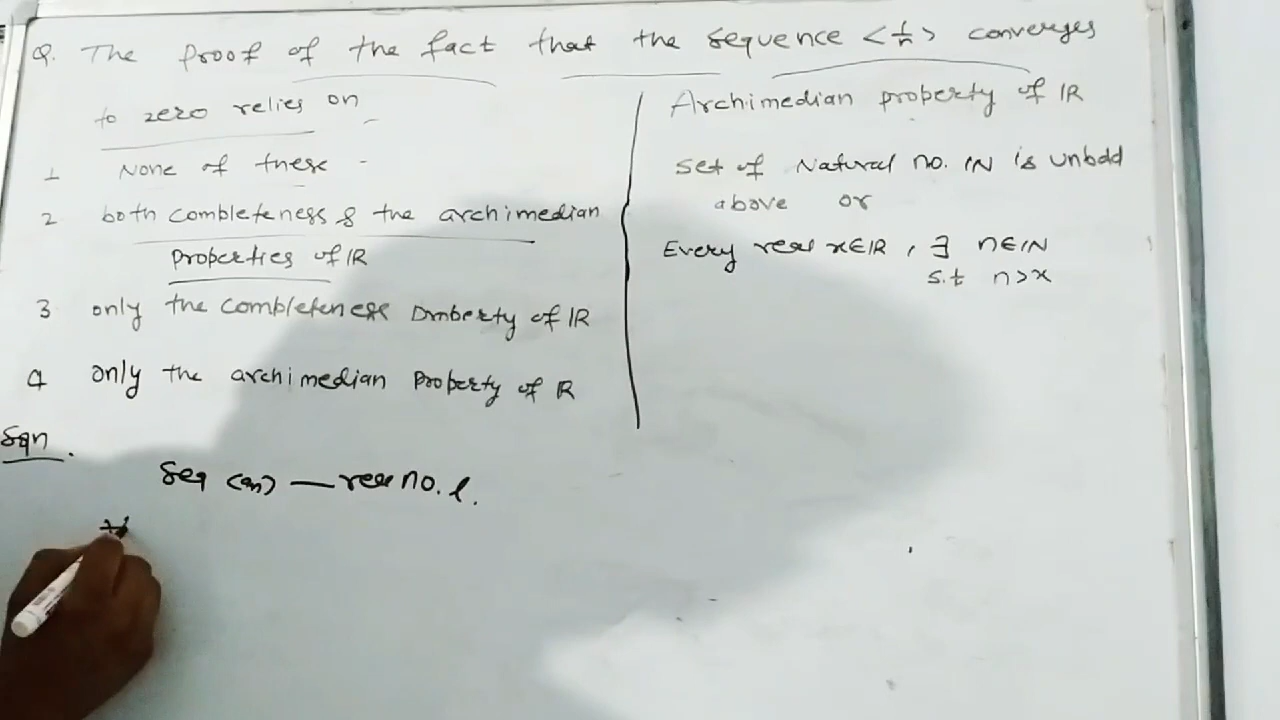 Q. The Proof of the fact that the sequence <1/n> converges
to zero relies on
1 None of these -
2 both combleteness & the archimedian
Properties of IR
3 only the combleteness Dmberty of IR
4 only the archimedian Property of R
Archimedian property of IR
Set of Natural no. IN is unbdd
above or
Every real x∈IR, ∃ n∈IN
s.t n>x
Sqn.
Seq <an> — real no. l.